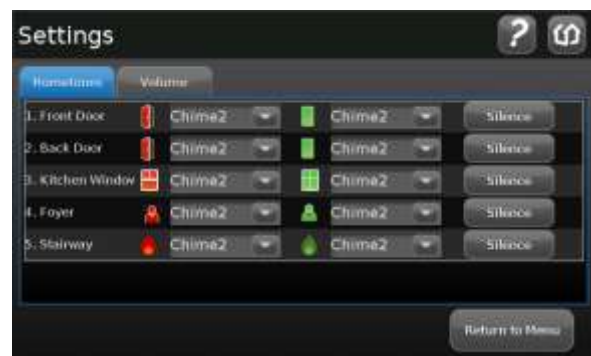 Settings
?
Hometones Volume
1. Front Door Chime2 Chime2 Silence
2. Back Door Chime2 Chime2 Silence
3. Kitchen Window Chime2 Chime2 Silence
4. Foyer Chime2 Chime2 Silence
5. Stairway Chime2 Chime2 Silence
Return to Menu